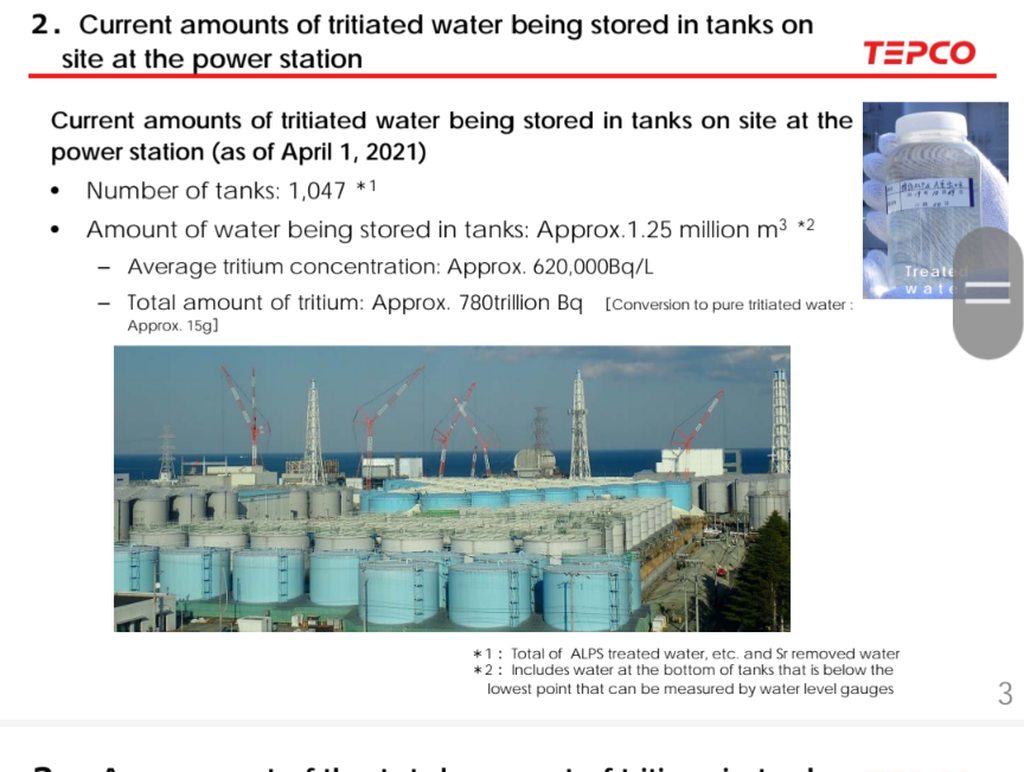 2. Current amounts of tritiated water being stored in tanks on
site at the power station
TEPCO
Current amounts of tritiated water being stored in tanks on site at the
power station (as of April 1, 2021)
• Number of tanks: 1,047 *1
• Amount of water being stored in tanks: Approx.1.25 million m³ *2
– Average tritium concentration: Approx. 620,000Bq/L
– Total amount of tritium: Approx. 780trillion Bq [Conversion to pure tritiated water :
Approx. 15g]
*1 : Total of ALPS treated water, etc. and Sr removed water
*2 : Includes water at the bottom of tanks that is below the
lowest point that can be measured by water level gauges
3